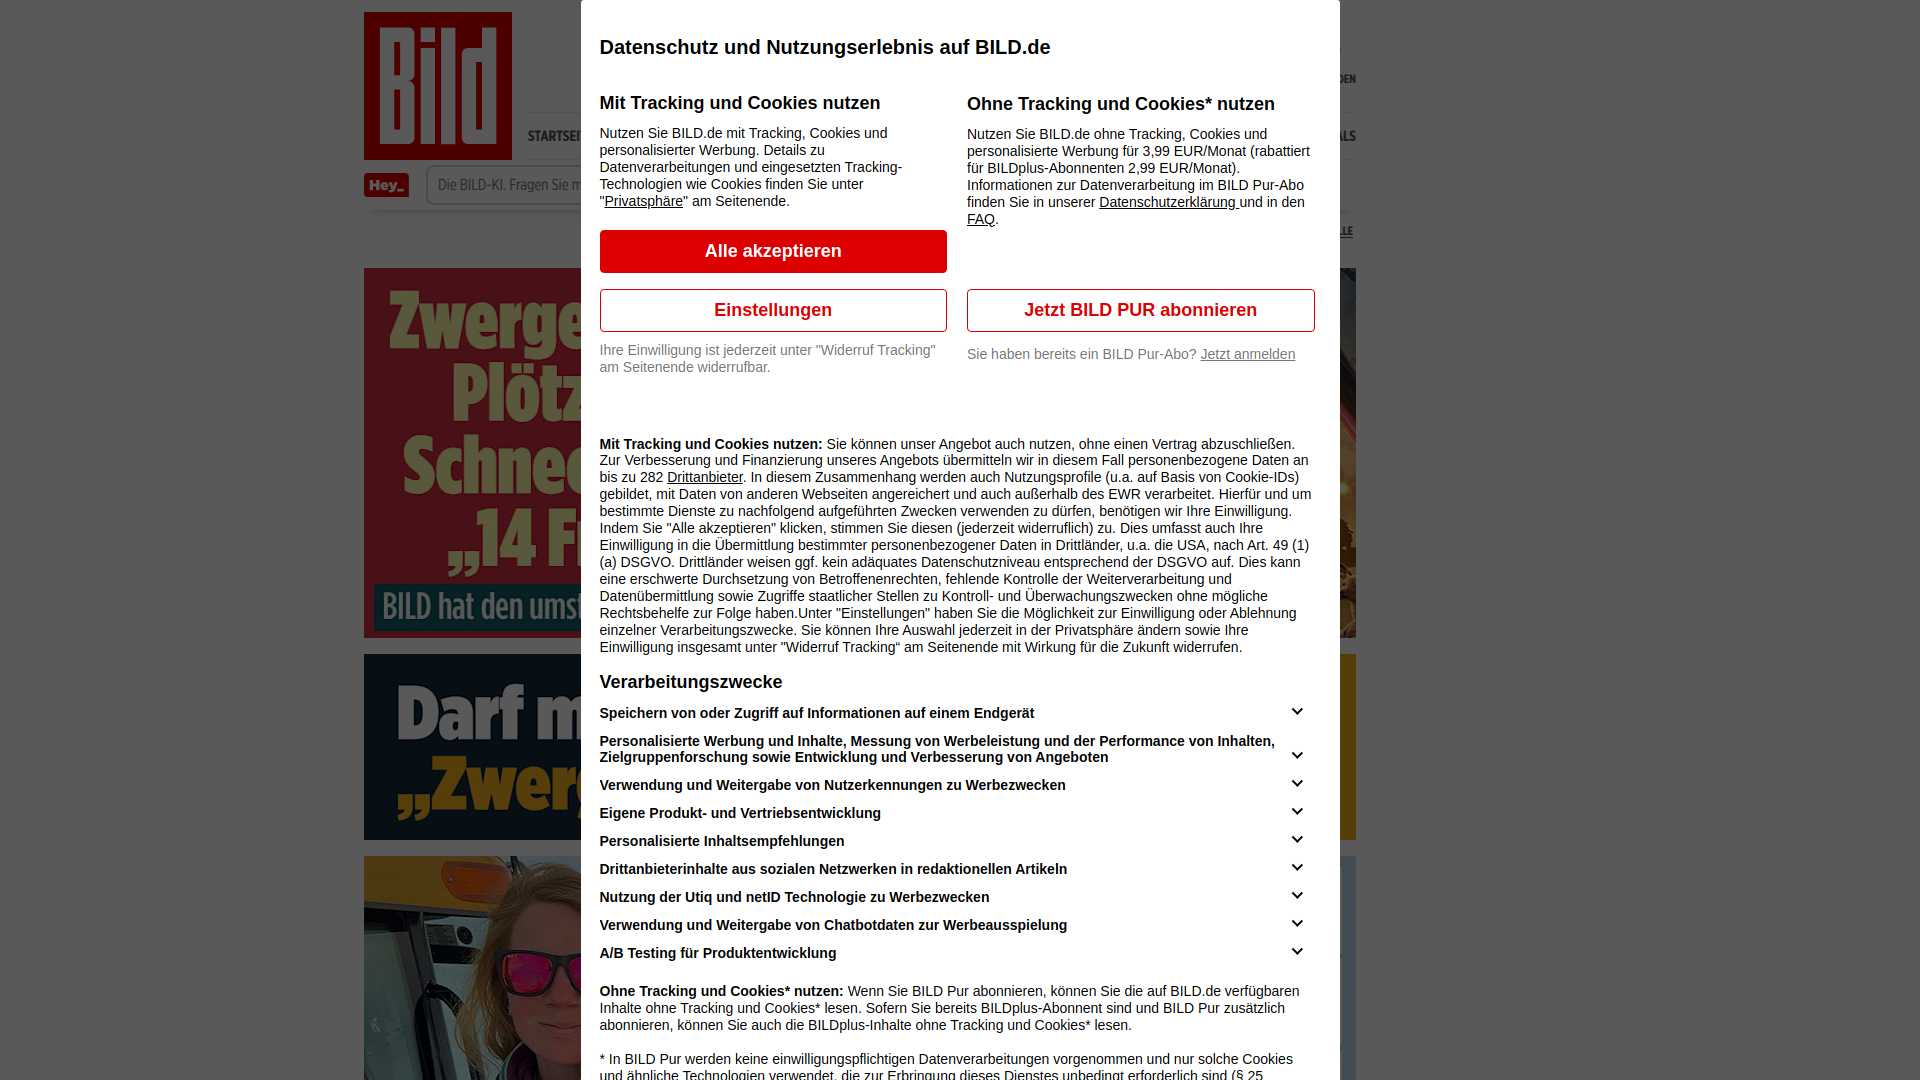 Bild
DEN
STARTSEI
ALS
Hey_
Die BILD-KI. Fragen Sie m
LLE
Zwerge
Plötz
Schnee
„14 F
BILD hat den umst
Darf m
„Zwerg
Datenschutz und Nutzungserlebnis auf BILD.de
Mit Tracking und Cookies nutzen
Nutzen Sie BILD.de mit Tracking, Cookies und
personalisierter Werbung. Details zu
Datenverarbeitungen und eingesetzten Tracking-
Technologien wie Cookies finden Sie unter
"Privatsphäre" am Seitenende.
Alle akzeptieren
Einstellungen
Ihre Einwilligung ist jederzeit unter "Widerruf Tracking"
am Seitenende widerrufbar.
Ohne Tracking und Cookies* nutzen
Nutzen Sie BILD.de ohne Tracking, Cookies und
personalisierte Werbung für 3,99 EUR/Monat (rabattiert
für BILDplus-Abonnenten 2,99 EUR/Monat).
Informationen zur Datenverarbeitung im BILD Pur-Abo
finden Sie in unserer Datenschutzerklärung und in den
FAQ.
Jetzt BILD PUR abonnieren
Sie haben bereits ein BILD Pur-Abo? Jetzt anmelden
Mit Tracking und Cookies nutzen: Sie können unser Angebot auch nutzen, ohne einen Vertrag abzuschließen.
Zur Verbesserung und Finanzierung unseres Angebots übermitteln wir in diesem Fall personenbezogene Daten an
bis zu 282 Drittanbieter. In diesem Zusammenhang werden auch Nutzungsprofile (u.a. auf Basis von Cookie-IDs)
gebildet, mit Daten von anderen Webseiten angereichert und auch außerhalb des EWR verarbeitet. Hierfür und um
bestimmte Dienste zu nachfolgend aufgeführten Zwecken verwenden zu dürfen, benötigen wir Ihre Einwilligung.
Indem Sie "Alle akzeptieren" klicken, stimmen Sie diesen (jederzeit widerruflich) zu. Dies umfasst auch Ihre
Einwilligung in die Übermittlung bestimmter personenbezogener Daten in Drittländer, u.a. die USA, nach Art. 49 (1)
(a) DSGVO. Drittländer weisen ggf. kein adäquates Datenschutzniveau entsprechend der DSGVO auf. Dies kann
eine erschwerte Durchsetzung von Betroffenenrechten, fehlende Kontrolle der Weiterverarbeitung und
Datenübermittlung sowie Zugriffe staatlicher Stellen zu Kontroll- und Überwachungszwecken ohne mögliche
Rechtsbehelfe zur Folge haben.Unter "Einstellungen" haben Sie die Möglichkeit zur Einwilligung oder Ablehnung
einzelner Verarbeitungszwecke. Sie können Ihre Auswahl jederzeit in der Privatsphäre ändern sowie Ihre
Einwilligung insgesamt unter "Widerruf Tracking“ am Seitenende mit Wirkung für die Zukunft widerrufen.
Verarbeitungszwecke
Speichern von oder Zugriff auf Informationen auf einem Endgerät
Personalisierte Werbung und Inhalte, Messung von Werbeleistung und der Performance von Inhalten,
Zielgruppenforschung sowie Entwicklung und Verbesserung von Angeboten
Verwendung und Weitergabe von Nutzerkennungen zu Werbezwecken
Eigene Produkt- und Vertriebsentwicklung
Personalisierte Inhaltsempfehlungen
Drittanbieterinhalte aus sozialen Netzwerken in redaktionellen Artikeln
Nutzung der Utiq und netID Technologie zu Werbezwecken
Verwendung und Weitergabe von Chatbotdaten zur Werbeausspielung
A/B Testing für Produktentwicklung
Ohne Tracking und Cookies* nutzen: Wenn Sie BILD Pur abonnieren, können Sie die auf BILD.de verfügbaren
Inhalte ohne Tracking und Cookies* lesen. Sofern Sie bereits BILDplus-Abonnent sind und BILD Pur zusätzlich
abonnieren, können Sie auch die BILDplus-Inhalte ohne Tracking und Cookies* lesen.
* In BILD Pur werden keine einwilligungspflichtigen Datenverarbeitungen vorgenommen und nur solche Cookies
und ähnliche Technologien verwendet, die zur Erbringung dieses Dienstes unbedingt erforderlich sind (§ 25